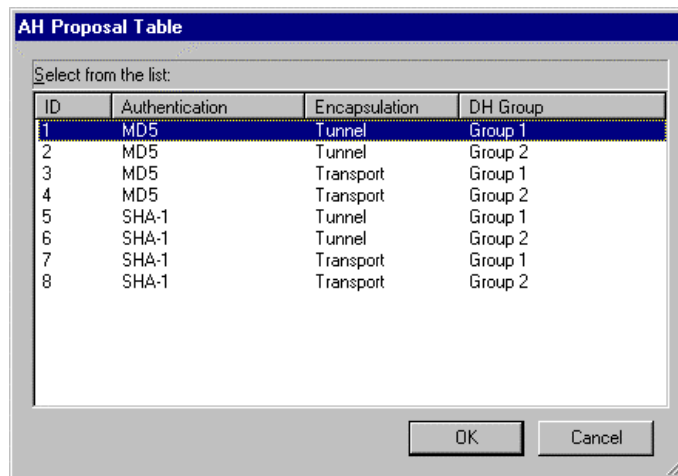 AH Proposal Table
Select from the list:
ID Authentication Encapsulation DH Group
1 MD5 Tunnel Group 1
2 MD5 Tunnel Group 2
3 MD5 Transport Group 1
4 MD5 Transport Group 2
5 SHA-1 Tunnel Group 1
6 SHA-1 Tunnel Group 2
7 SHA-1 Transport Group 1
8 SHA-1 Transport Group 2
OK Cancel